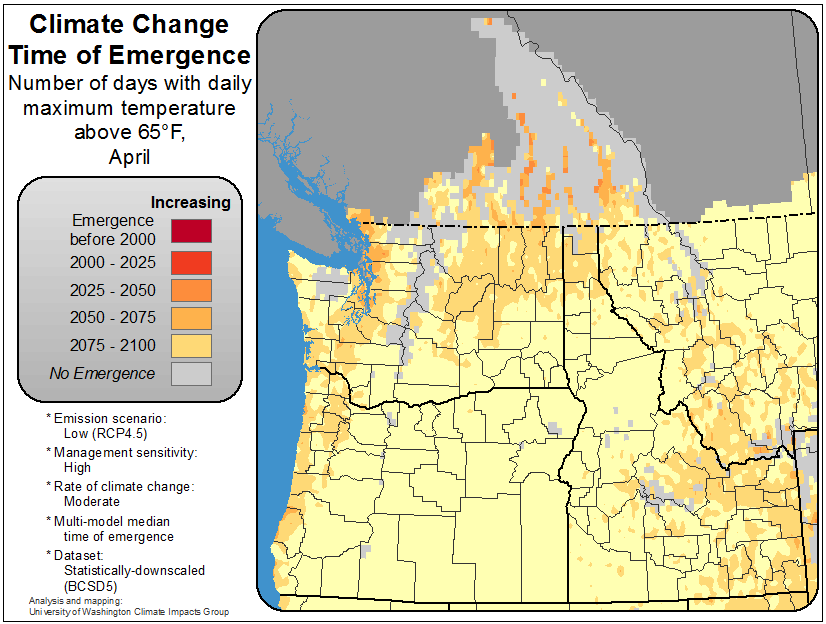 Climate Change
Time of Emergence
Number of days with daily
maximum temperature
above 65°F,
April
Increasing
Emergence
before 2000
2000 - 2025
2025 - 2050
2050 - 2075
2075 - 2100
No Emergence
* Emission scenario:
Low (RCP4.5)
* Management sensitivity:
High
* Rate of climate change:
Moderate
* Multi-model median
time of emergence
* Dataset:
Statistically-downscaled
(BCSD5)
Analysis and mapping:
University of Washington Climate Impacts Group